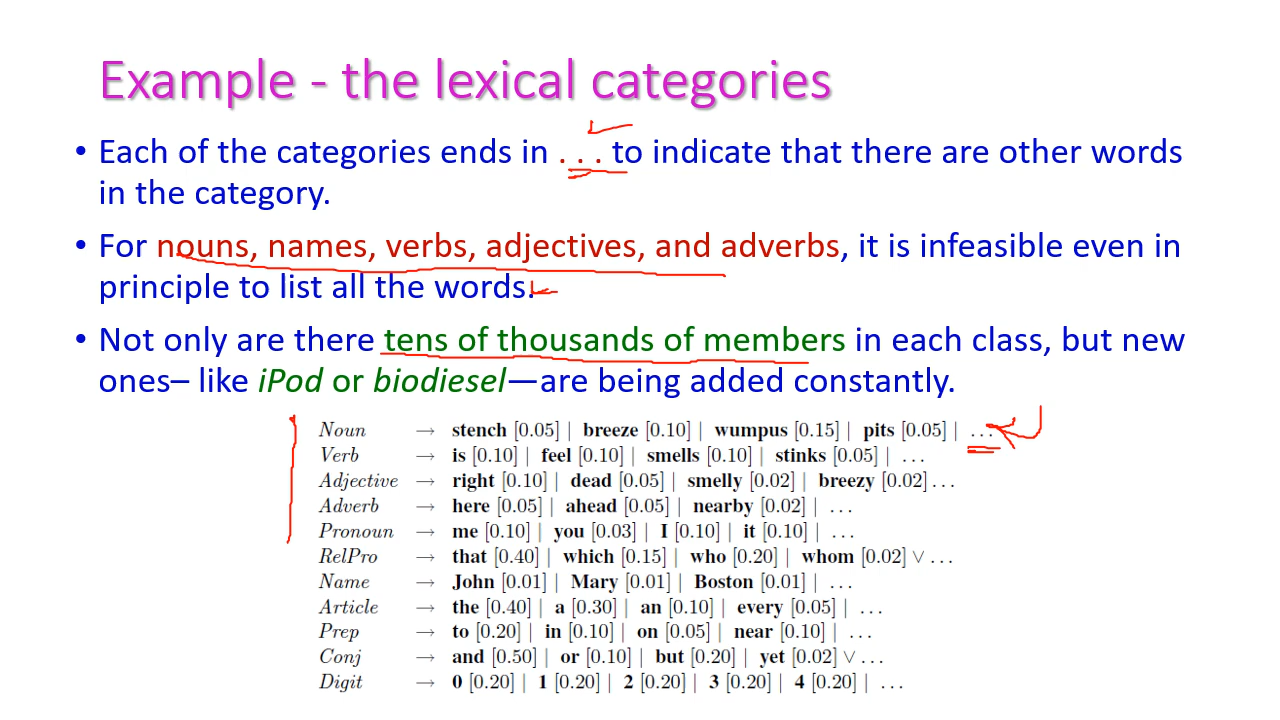 Example - the lexical categories
• Each of the categories ends in . . . to indicate that there are other words
in the category.
• For nouns, names, verbs, adjectives, and adverbs, it is infeasible even in
principle to list all the words.
• Not only are there tens of thousands of members in each class, but new
ones– like iPod or biodiesel—are being added constantly.
Noun → stench [0.05] | breeze [0.10] | wumpus [0.15] | pits [0.05] | . . .
Verb → is [0.10] | feel [0.10] | smells [0.10] | stinks [0.05] | . . .
Adjective → right [0.10] | dead [0.05] | smelly [0.02] | breezy [0.02] . . .
Adverb → here [0.05] | ahead [0.05] | nearby [0.02] | . . .
Pronoun → me [0.10] | you [0.03] | I [0.10] | it [0.10] | . . .
RelPro → that [0.40] | which [0.15] | who [0.20] | whom [0.02] ∨ . . .
Name → John [0.01] | Mary [0.01] | Boston [0.01] | . . .
Article → the [0.40] | a [0.30] | an [0.10] | every [0.05] | . . .
Prep → to [0.20] | in [0.10] | on [0.05] | near [0.10] | . . .
Conj → and [0.50] | or [0.10] | but [0.20] | yet [0.02] ∨ . . .
Digit → 0 [0.20] | 1 [0.20] | 2 [0.20] | 3 [0.20] | 4 [0.20] | . . .